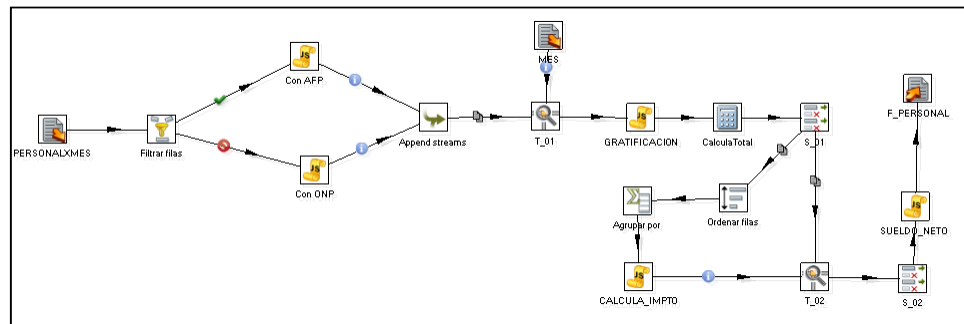 MES
F_PERSONAL
Con AFP
PERSONALXMES
Filtrar filas
Append streams
T_01
GRATIFICACION
CalculaTotal
S_01
Con ONP
Agrupar por
Ordenar filas
SUELDO_NETO
CALCULA_IMPTO
T_02
S_02